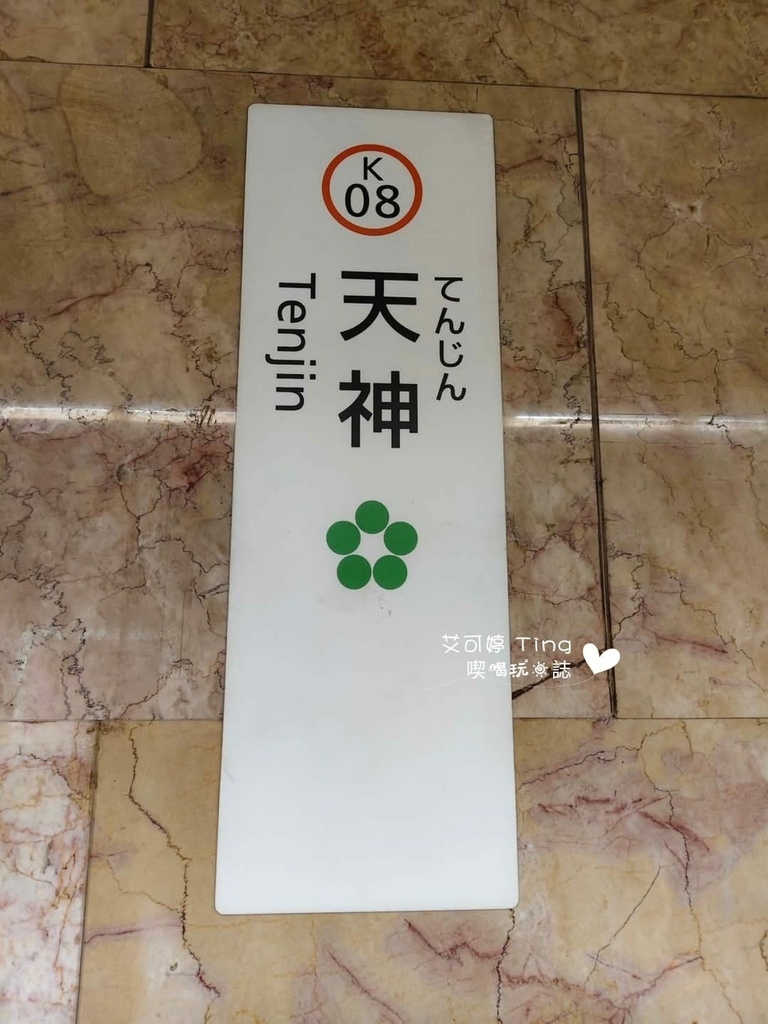 K
08
てんじん
天神
Tenjin
艾可婷 Ting
喫喝玩樂誌